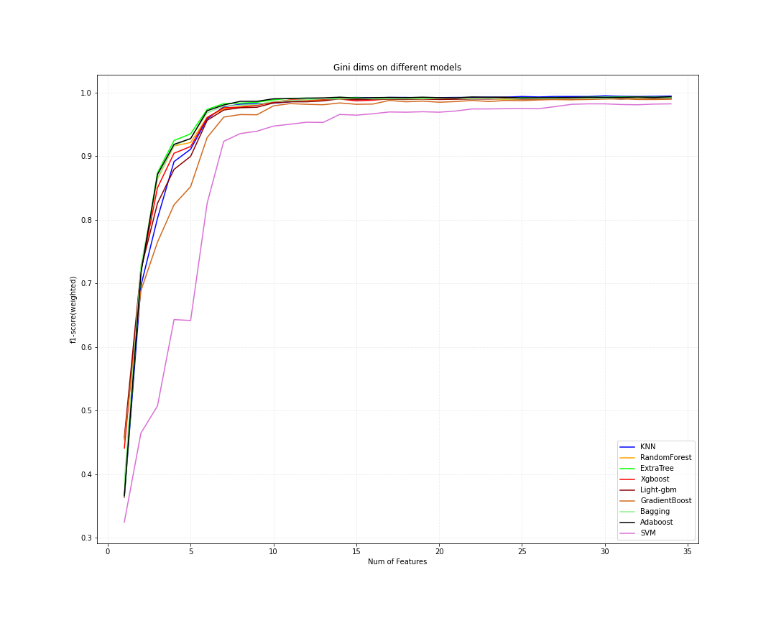 Gini dims on different models
f1-score(weighted)
1.0
0.9
0.8
0.7
0.6
0.5
0.4
0.3
0 5 10 15 20 25 30 35
Num of Features
KNN
RandomForest
ExtraTree
Xgboost
Light-gbm
GradientBoost
Bagging
Adaboost
SVM